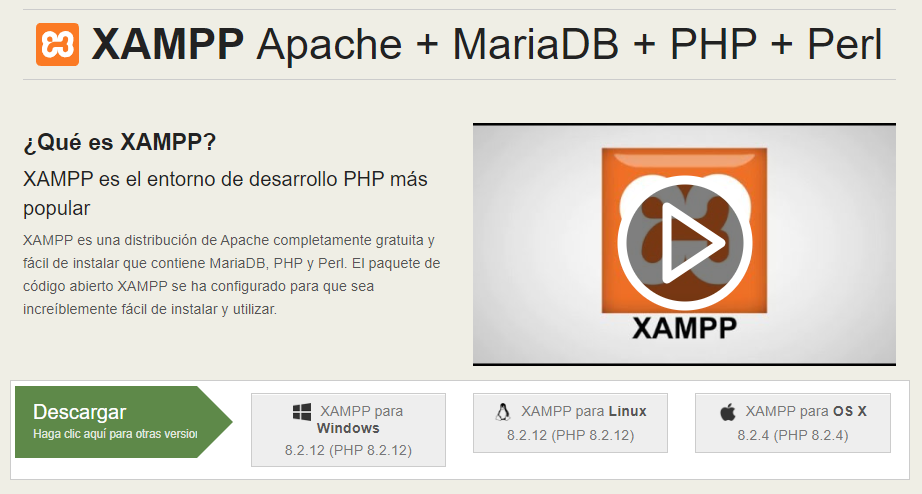 XAMPP Apache + MariaDB + PHP + Perl
¿Qué es XAMPP?
XAMPP es el entorno de desarrollo PHP más
popular
XAMPP es una distribución de Apache completamente gratuita y
fácil de instalar que contiene MariaDB, PHP y Perl. El paquete de
código abierto XAMPP se ha configurado para que sea
increíblemente fácil de instalar y utilizar.
XAMPP
Descargar
Haga clic aquí para otras version
XAMPP para
Windows
8.2.12 (PHP 8.2.12)
XAMPP para Linux
8.2.12 (PHP 8.2.12)
XAMPP para OS X
8.2.4 (PHP 8.2.4)